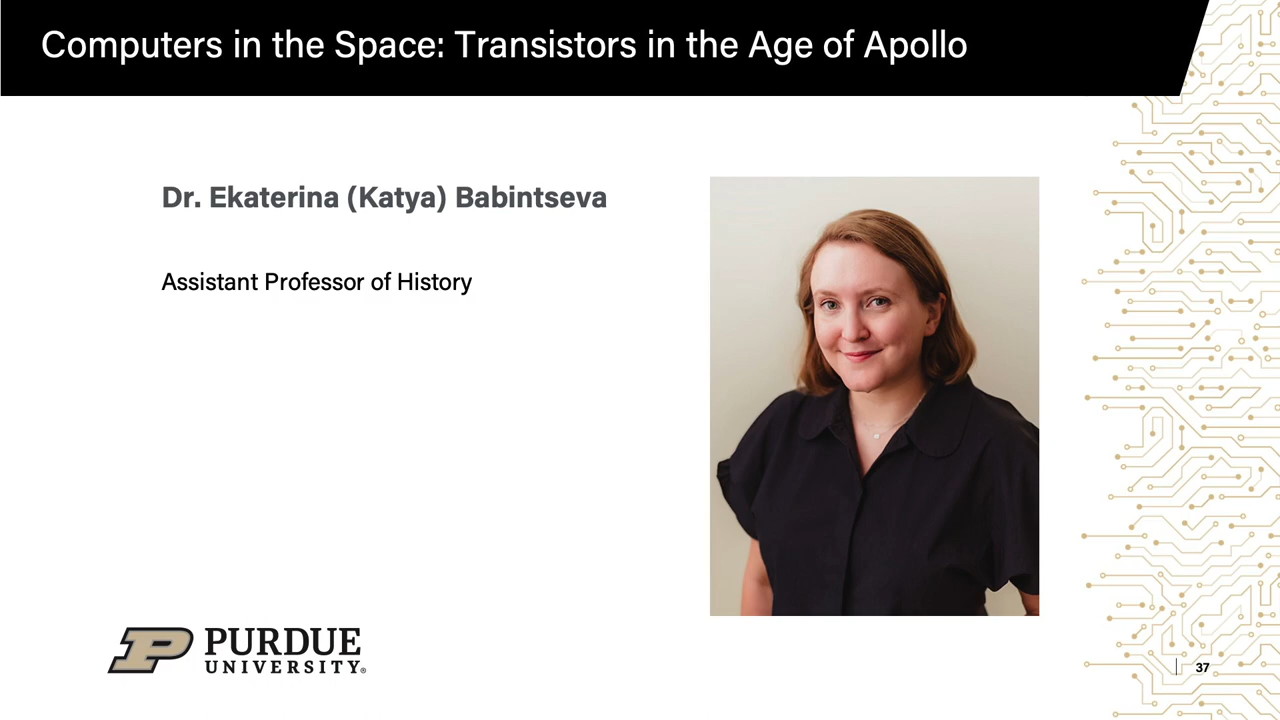 Computers in the Space: Transistors in the Age of Apollo
Dr. Ekaterina (Katya) Babintseva
Assistant Professor of History
P PURDUE
UNIVERSITY®
37